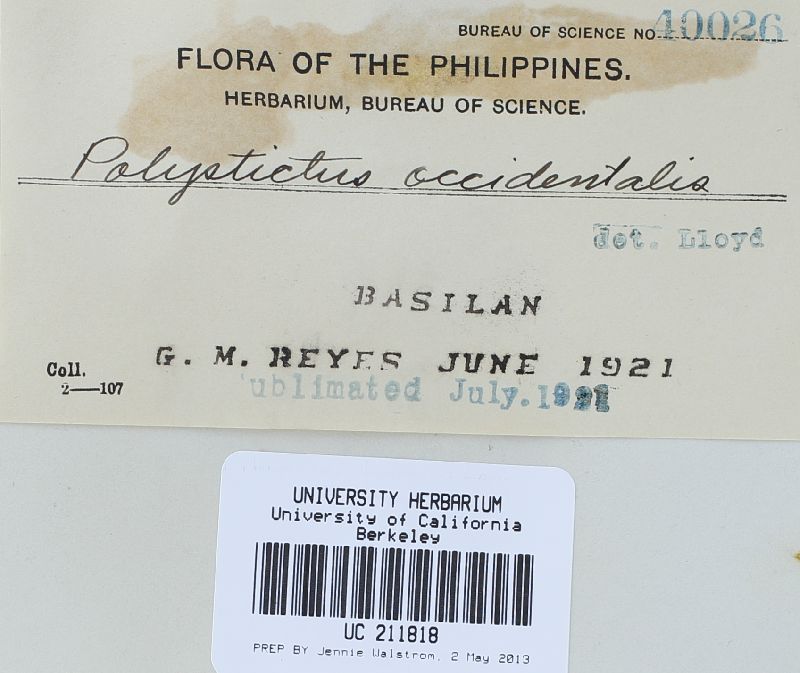 BUREAU OF SCIENCE NO 40026
FLORA OF THE PHILIPPINES.
HERBARIUM, BUREAU OF SCIENCE.
Polystictus occidentalis
det. Lloyd
BASILAN
Coll. G. M. REYES JUNE 1921
2—107
ublimated July. 1921
UNIVERSITY HERBARIUM
University of California
Berkeley
UC 211818
PREP BY Jennie Walstrom, 2 May 2013